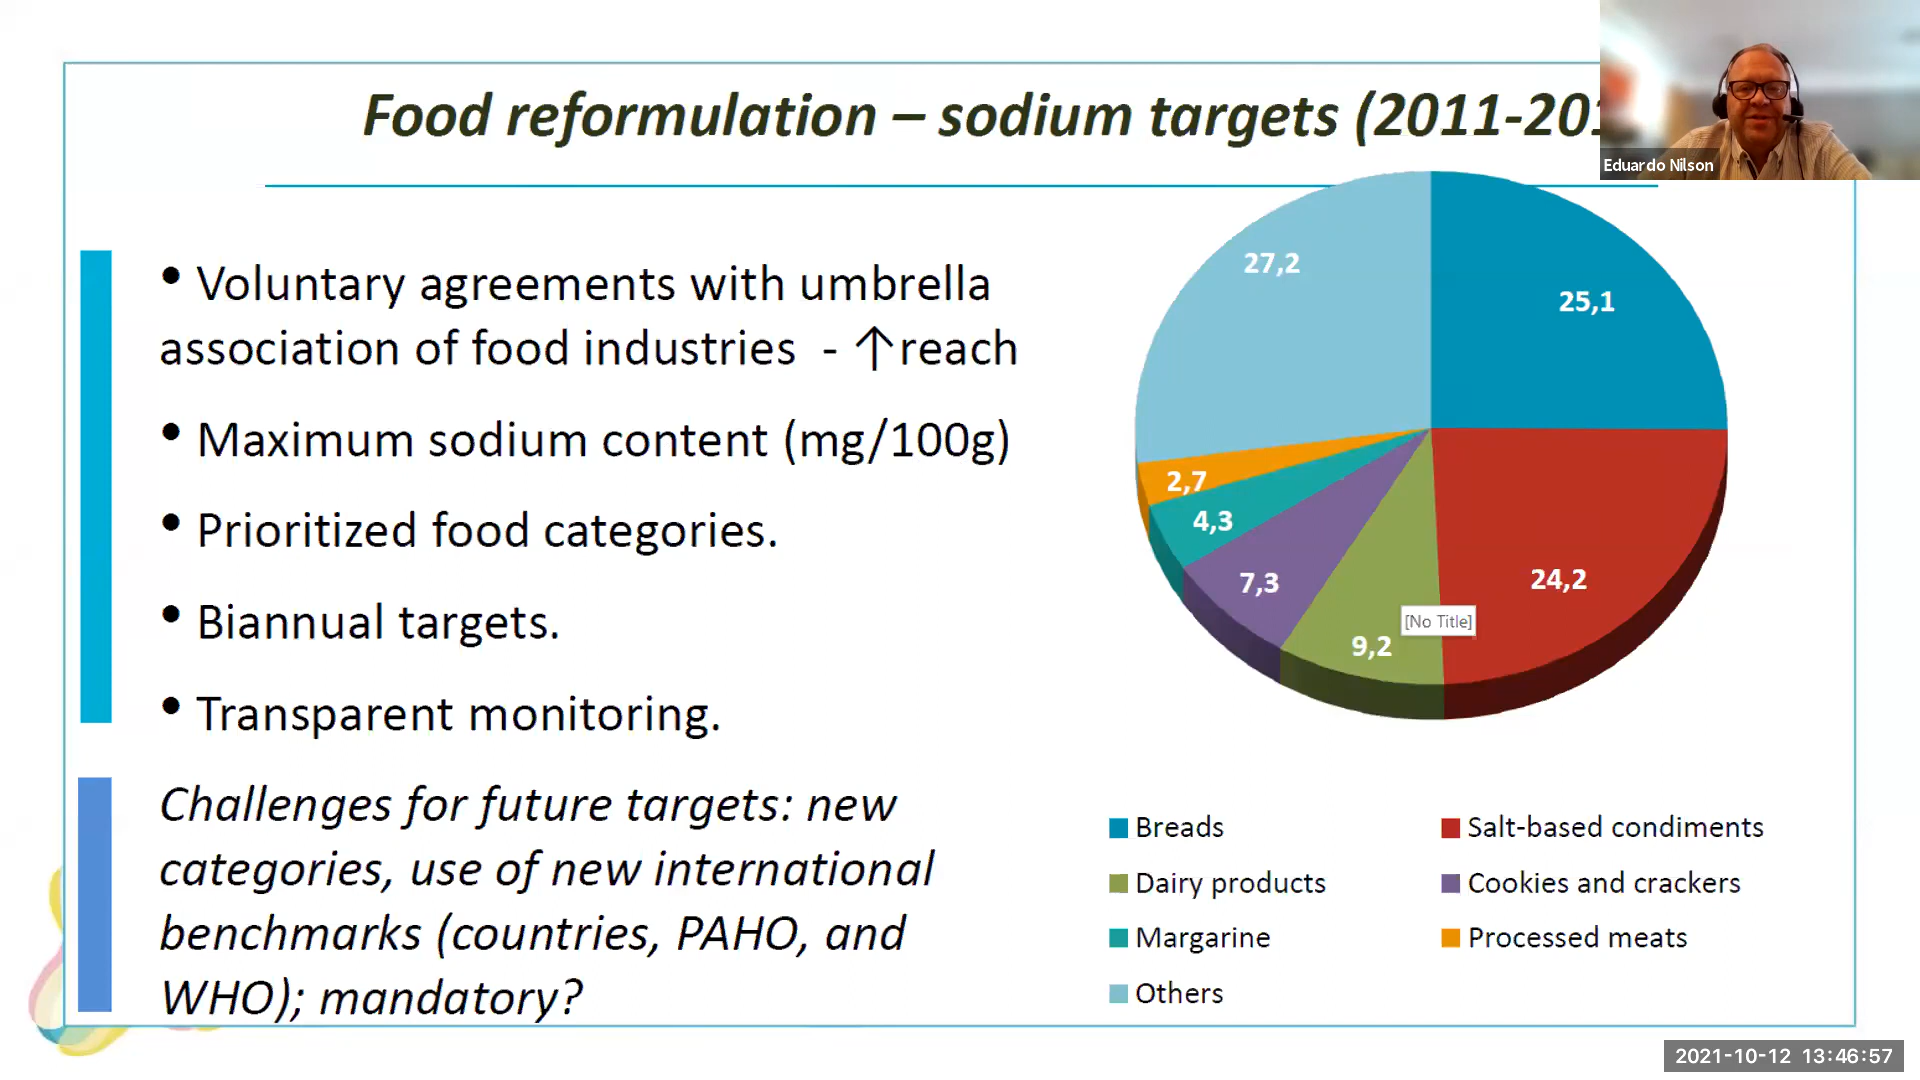 Food reformulation – sodium targets (2011-201
Eduardo Nilson
• Voluntary agreements with umbrella
association of food industries - ↑reach
• Maximum sodium content (mg/100g)
• Prioritized food categories.
• Biannual targets.
• Transparent monitoring.
Challenges for future targets: new
categories, use of new international
benchmarks (countries, PAHO, and
WHO); mandatory?
27,2
25,1
2,7
4,3
7,3
9,2
24,2
[No Title]
Breads
Salt-based condiments
Dairy products
Cookies and crackers
Margarine
Processed meats
Others
2021-10-12 13:46:57